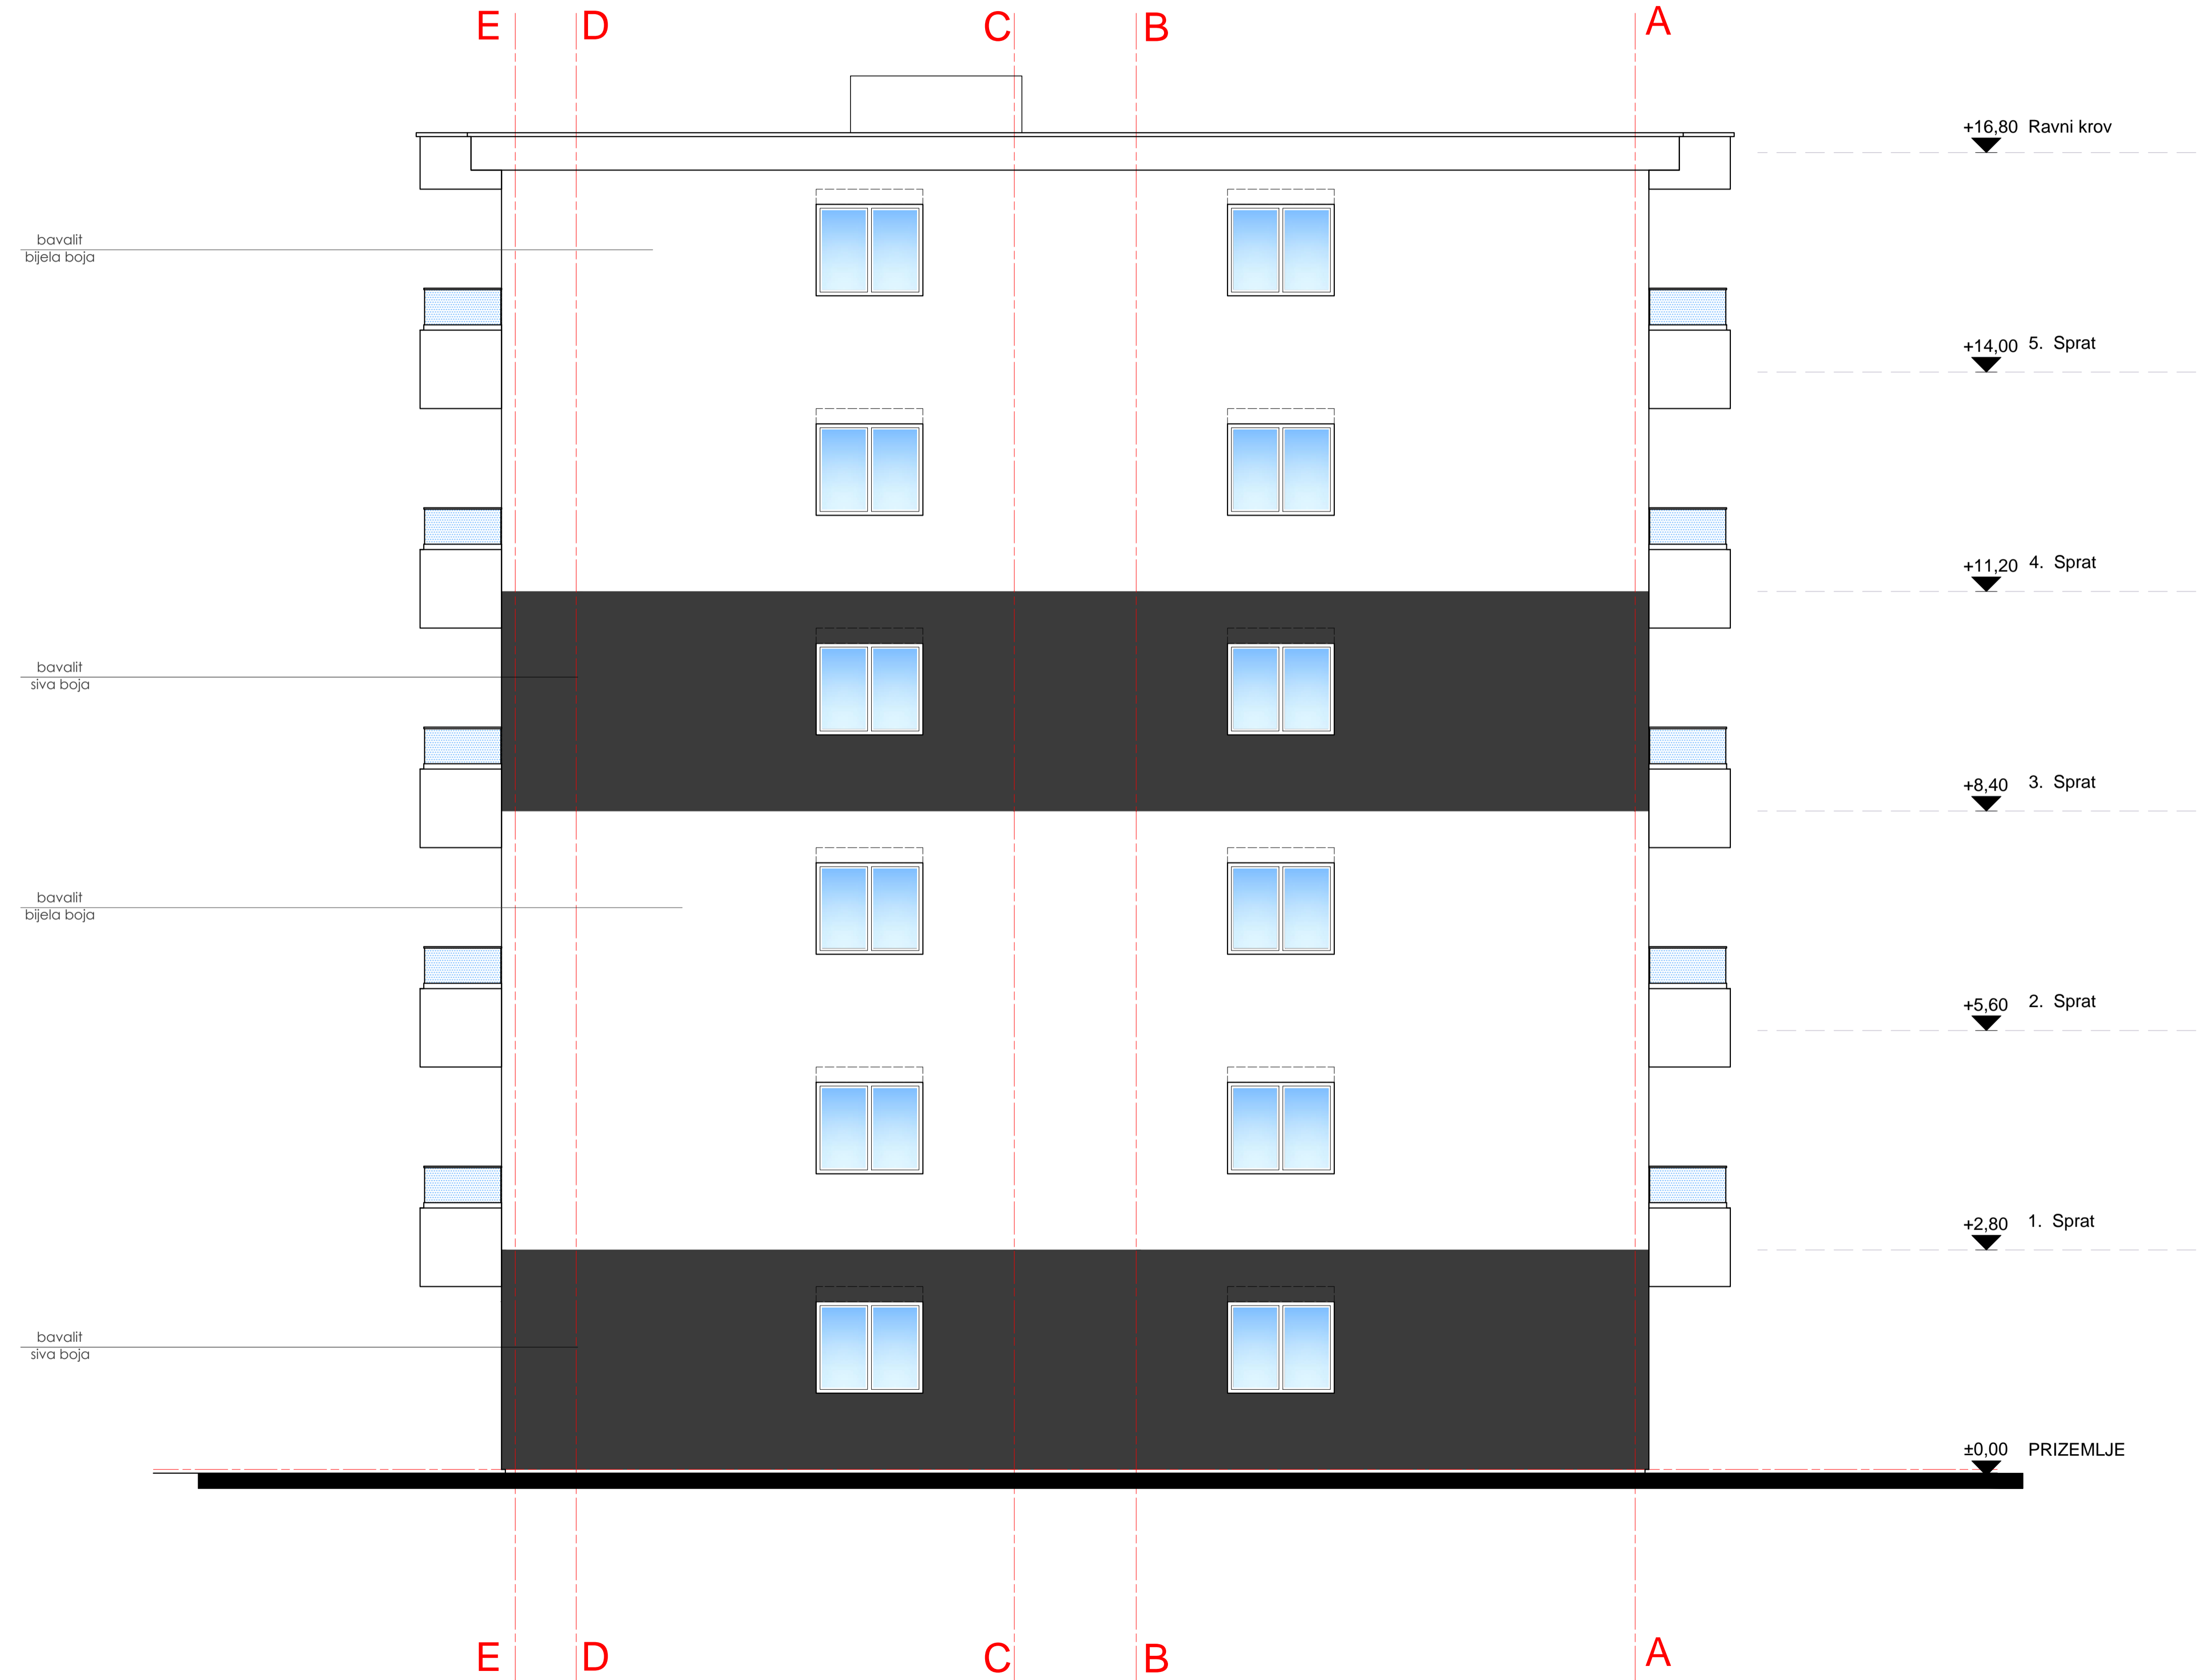 E D C B A
+16,80 Ravni krov
bavalit
bijela boja
+14,00 5. Sprat
+11,20 4. Sprat
bavalit
siva boja
+8,40 3. Sprat
bavalit
bijela boja
+5,60 2. Sprat
+2,80 1. Sprat
bavalit
siva boja
±0,00 PRIZEMLJE
E D C B A